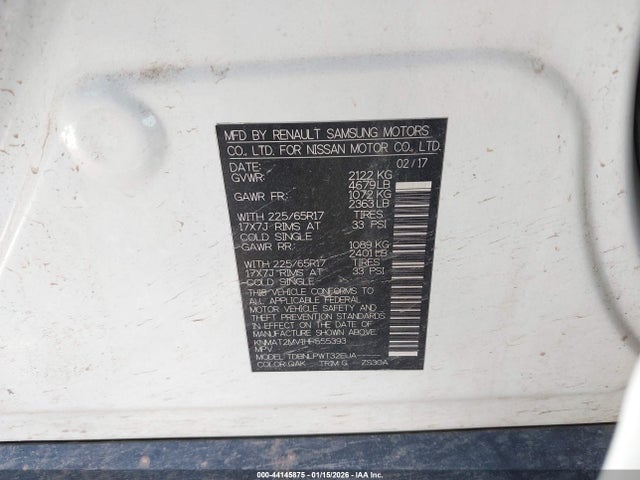 MFD BY RENAULT SAMSUNG MOTORS
CO., LTD. FOR NISSAN MOTOR CO., LTD.
DATE: 02/17
GVWR: 2122 KG
4679 LB
GAWR FR: 1072 KG
2363 LB
WITH 225/65R17 TIRES
17X7J RIMS AT 33 PSI
COLD SINGLE
GAWR RR: 1089 KG
2401 LB
WITH 225/65R17 TIRES
17X7J RIMS AT 33 PSI
COLD SINGLE
THIS VEHICLE CONFORMS TO
ALL APPLICABLE FEDERAL
MOTOR VEHICLE SAFETY AND
THEFT PREVENTION STANDARDS
IN EFFECT ON THE DATE OF
MANUFACTURE SHOWN ABOVE.
KNMAT2MV1HP555393
MPV
MODEL: TDBNLPWT32EUA
COLOR: QAK TRIM: G ZS30A
000-44145875 01/15/2026 IAA Inc.